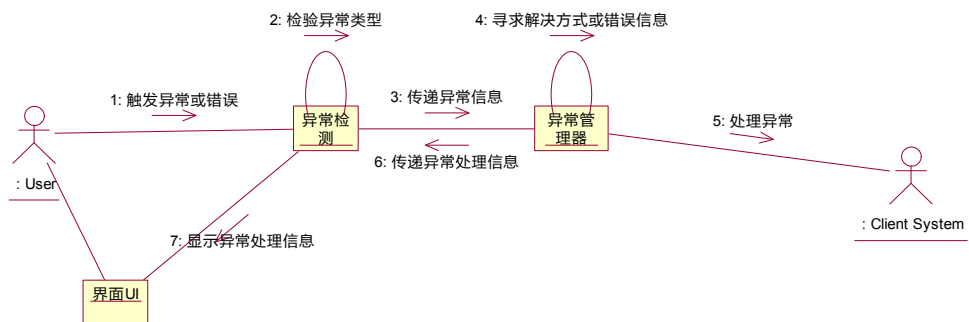 2: 检验异常类型
4: 寻求解决方式或错误信息
1: 触发异常或错误
3: 传递异常信息
异常检
测
异常管
理器
5: 处理异常
6: 传递异常处理信息
: User
: Client System
7: 显示异常处理信息
界面UI